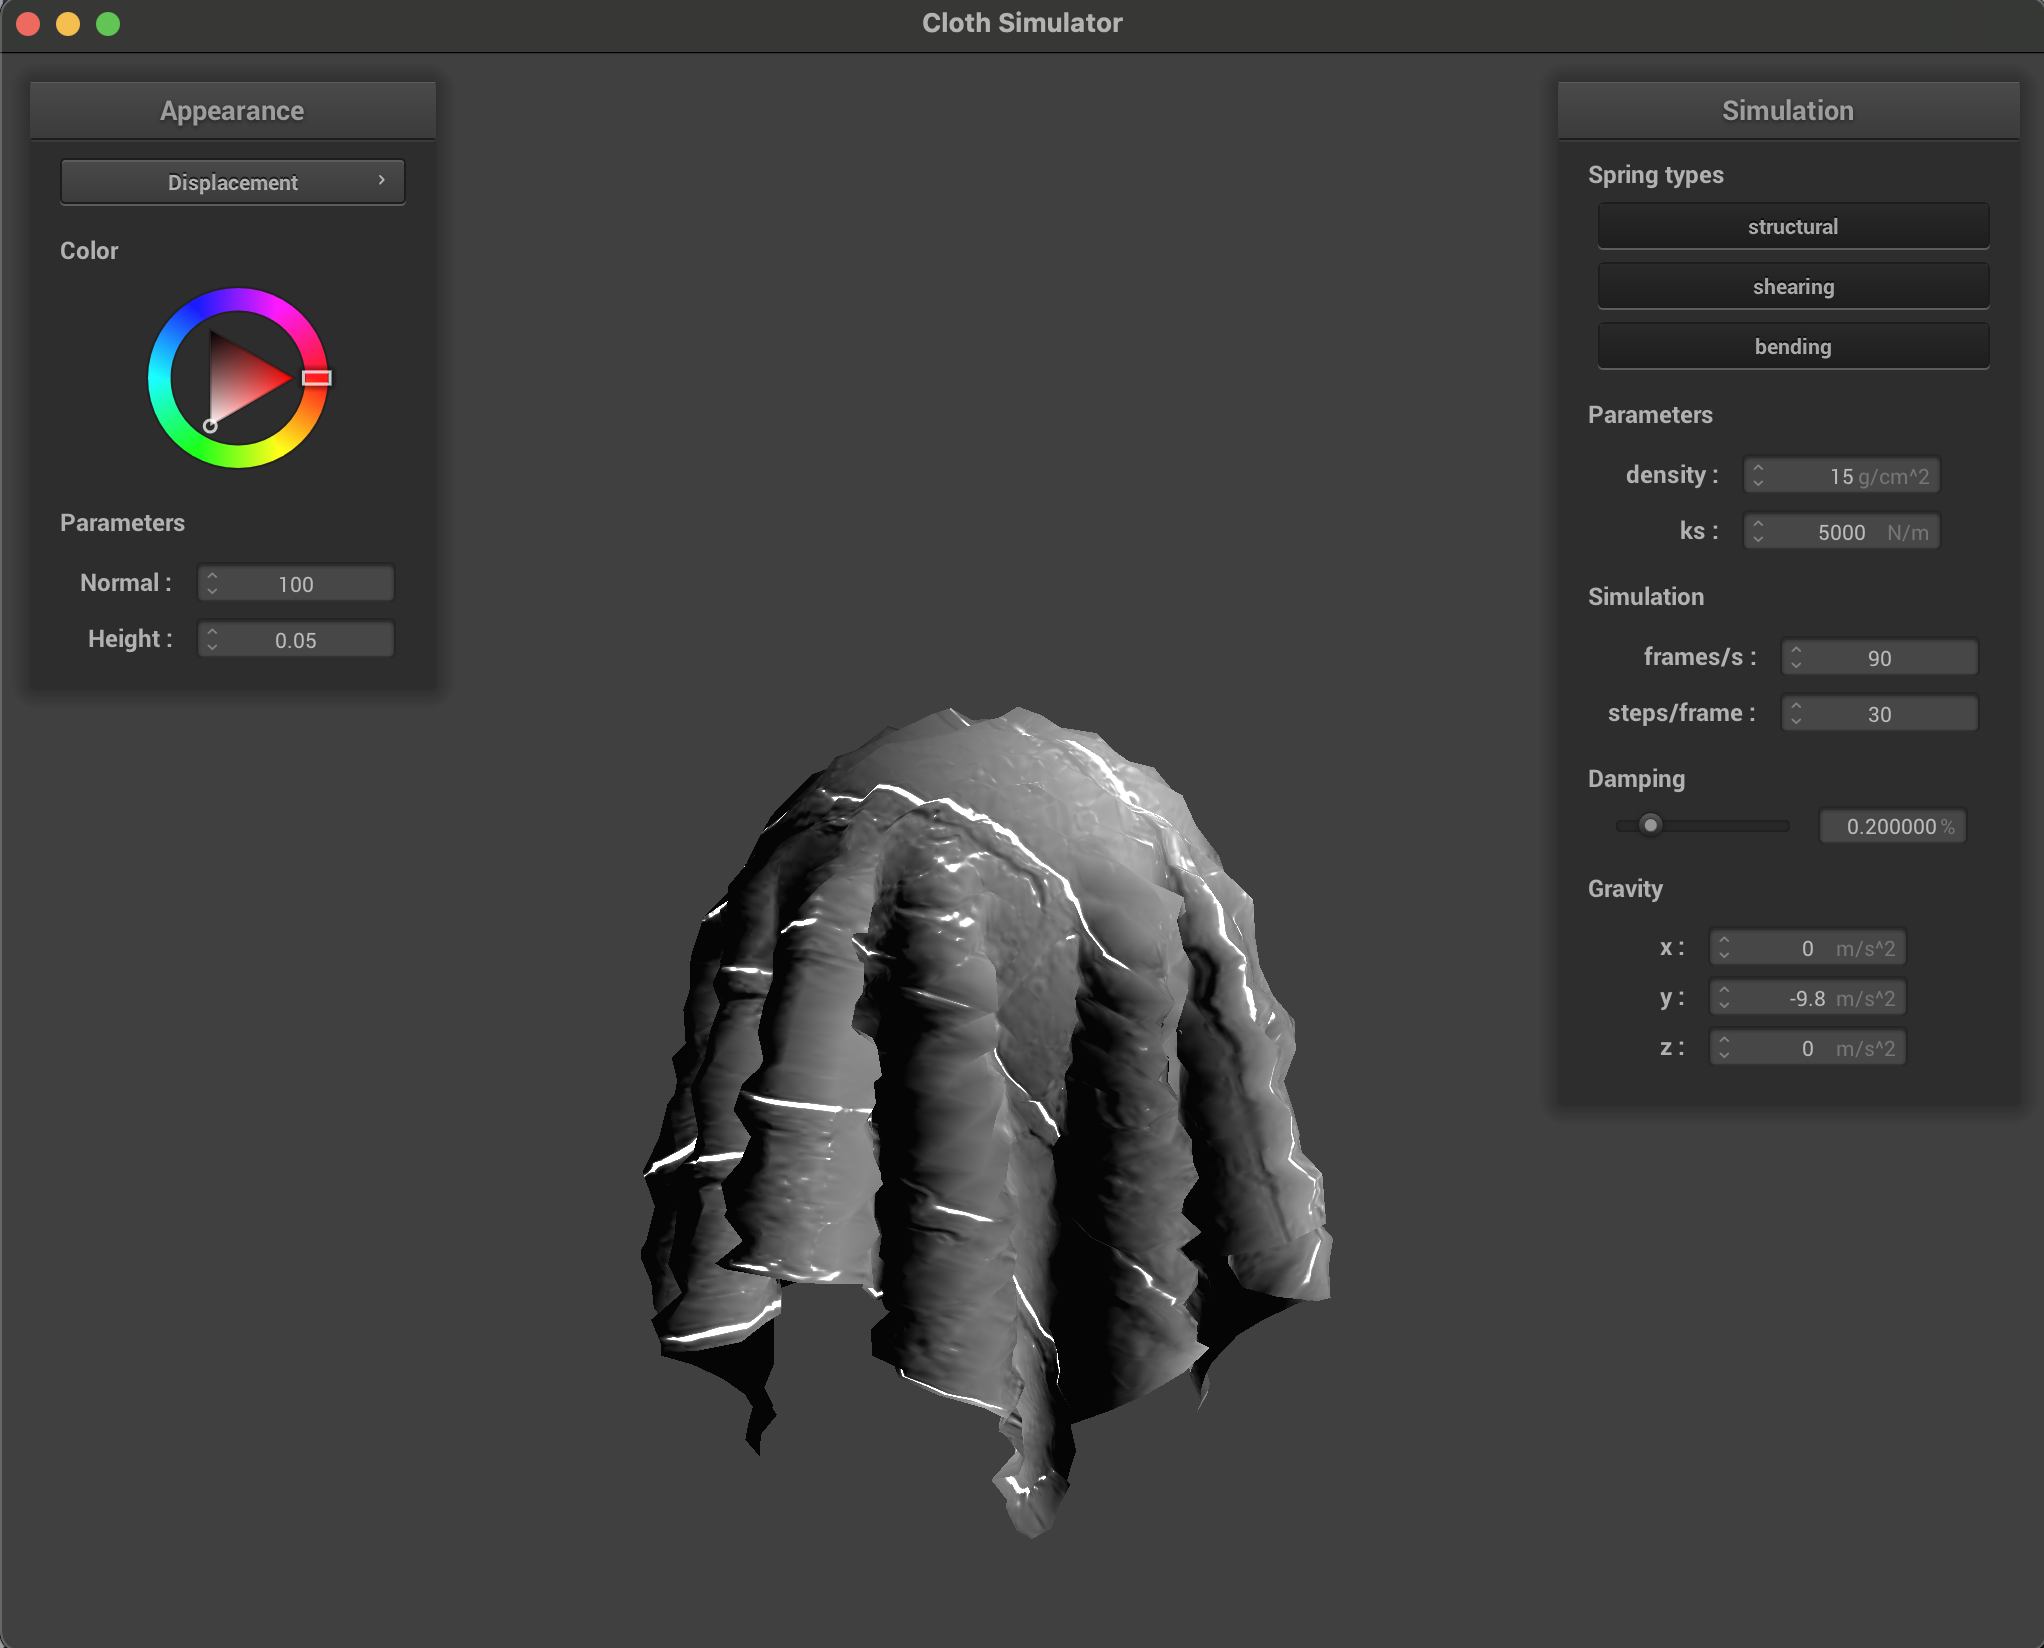 Cloth Simulator
Appearance
Displacement
Color
Parameters
Normal : 100
Height : 0.05
Simulation
Spring types
structural
shearing
bending
Parameters
density : 15 g/cm^2
ks : 5000 N/m
Simulation
frames/s : 90
steps/frame : 30
Damping
0.200000 %
Gravity
x : 0 m/s^2
y : -9.8 m/s^2
z : 0 m/s^2